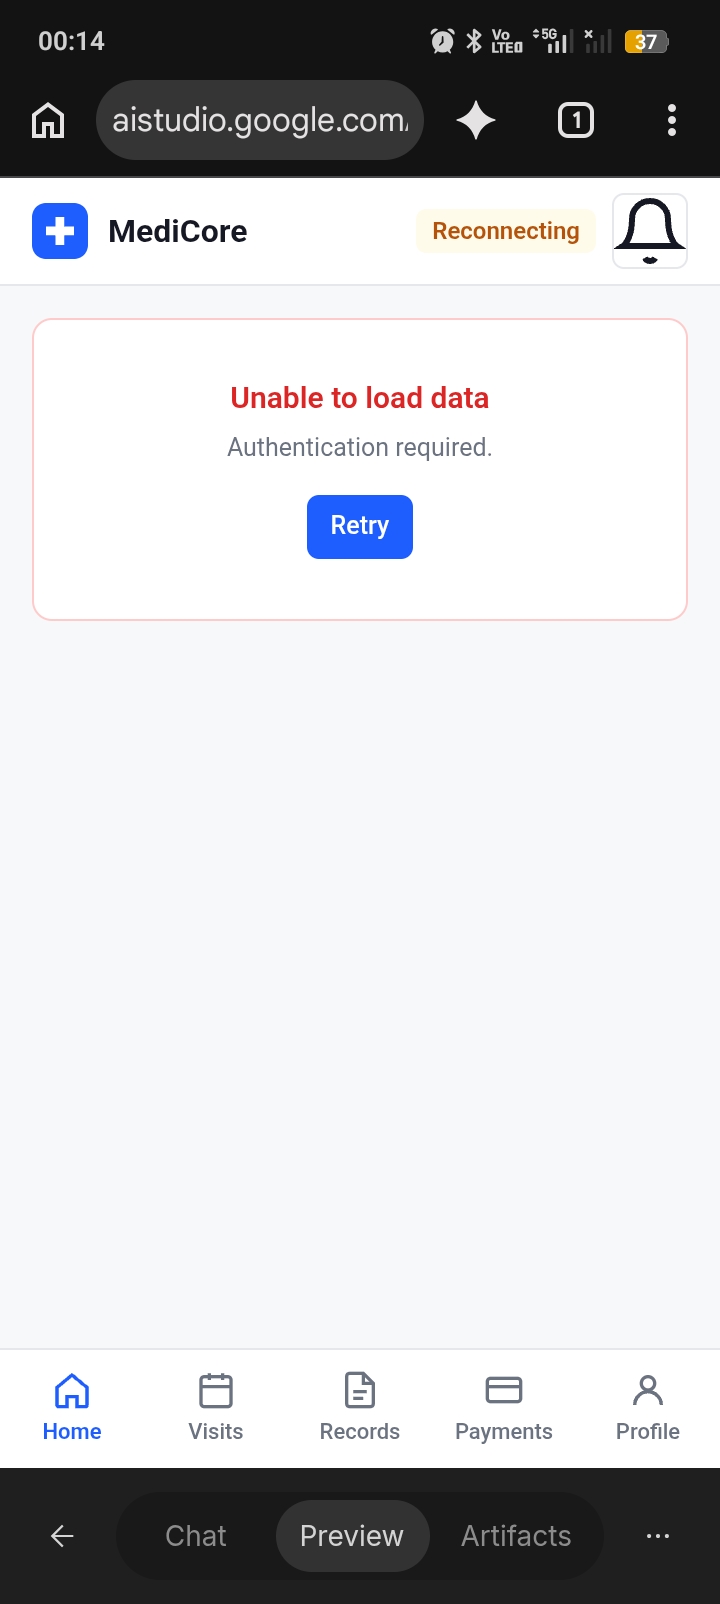 00:14
Vo LTE 5G 37
aistudio.google.com/
1
MediCore
Reconnecting
Unable to load data
Authentication required.
Retry
Home Visits Records Payments Profile
Chat Preview Artifacts